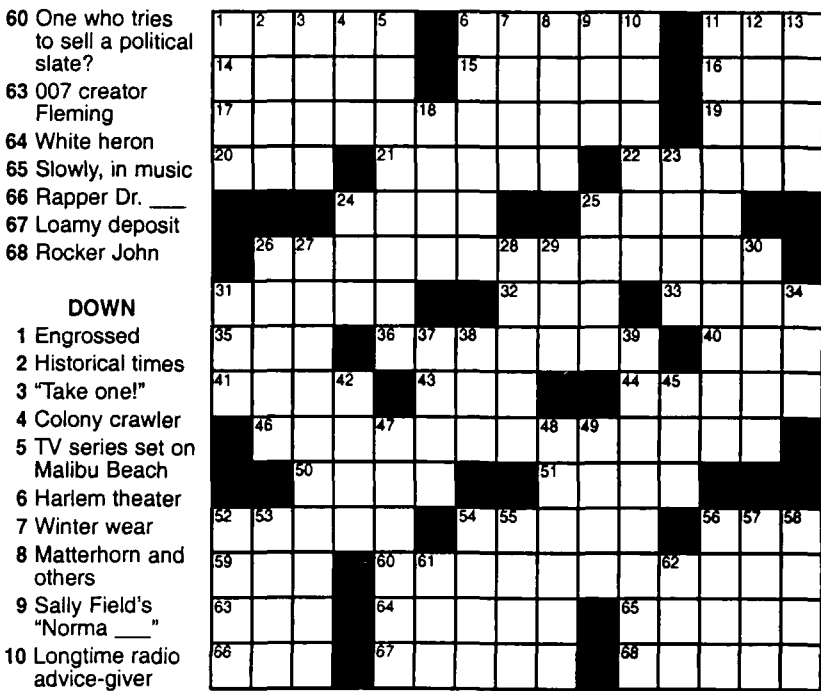 60 One who tries
to sell a political
slate?
63 007 creator
Fleming
64 White heron
65 Slowly, in music
66 Rapper Dr. ___
67 Loamy deposit
68 Rocker John
DOWN
1 Engrossed
2 Historical times
3 "Take one!"
4 Colony crawler
5 TV series set on
Malibu Beach
6 Harlem theater
7 Winter wear
8 Matterhorn and
others
9 Sally Field's
"Norma ___"
10 Longtime radio
advice-giver
1 2 3 4 5 6 7 8 9 10 11 12 13
14 15 16
17 18 19
20 21 22 23
24 25
26 27 28 29 30
31 32 33 34
35 36 37 38 39 40
41 42 43 44 45
46 47 48 49
50 51
52 53 54 55 56 57 58
59 60 61 62
63 64 65
66 67 68